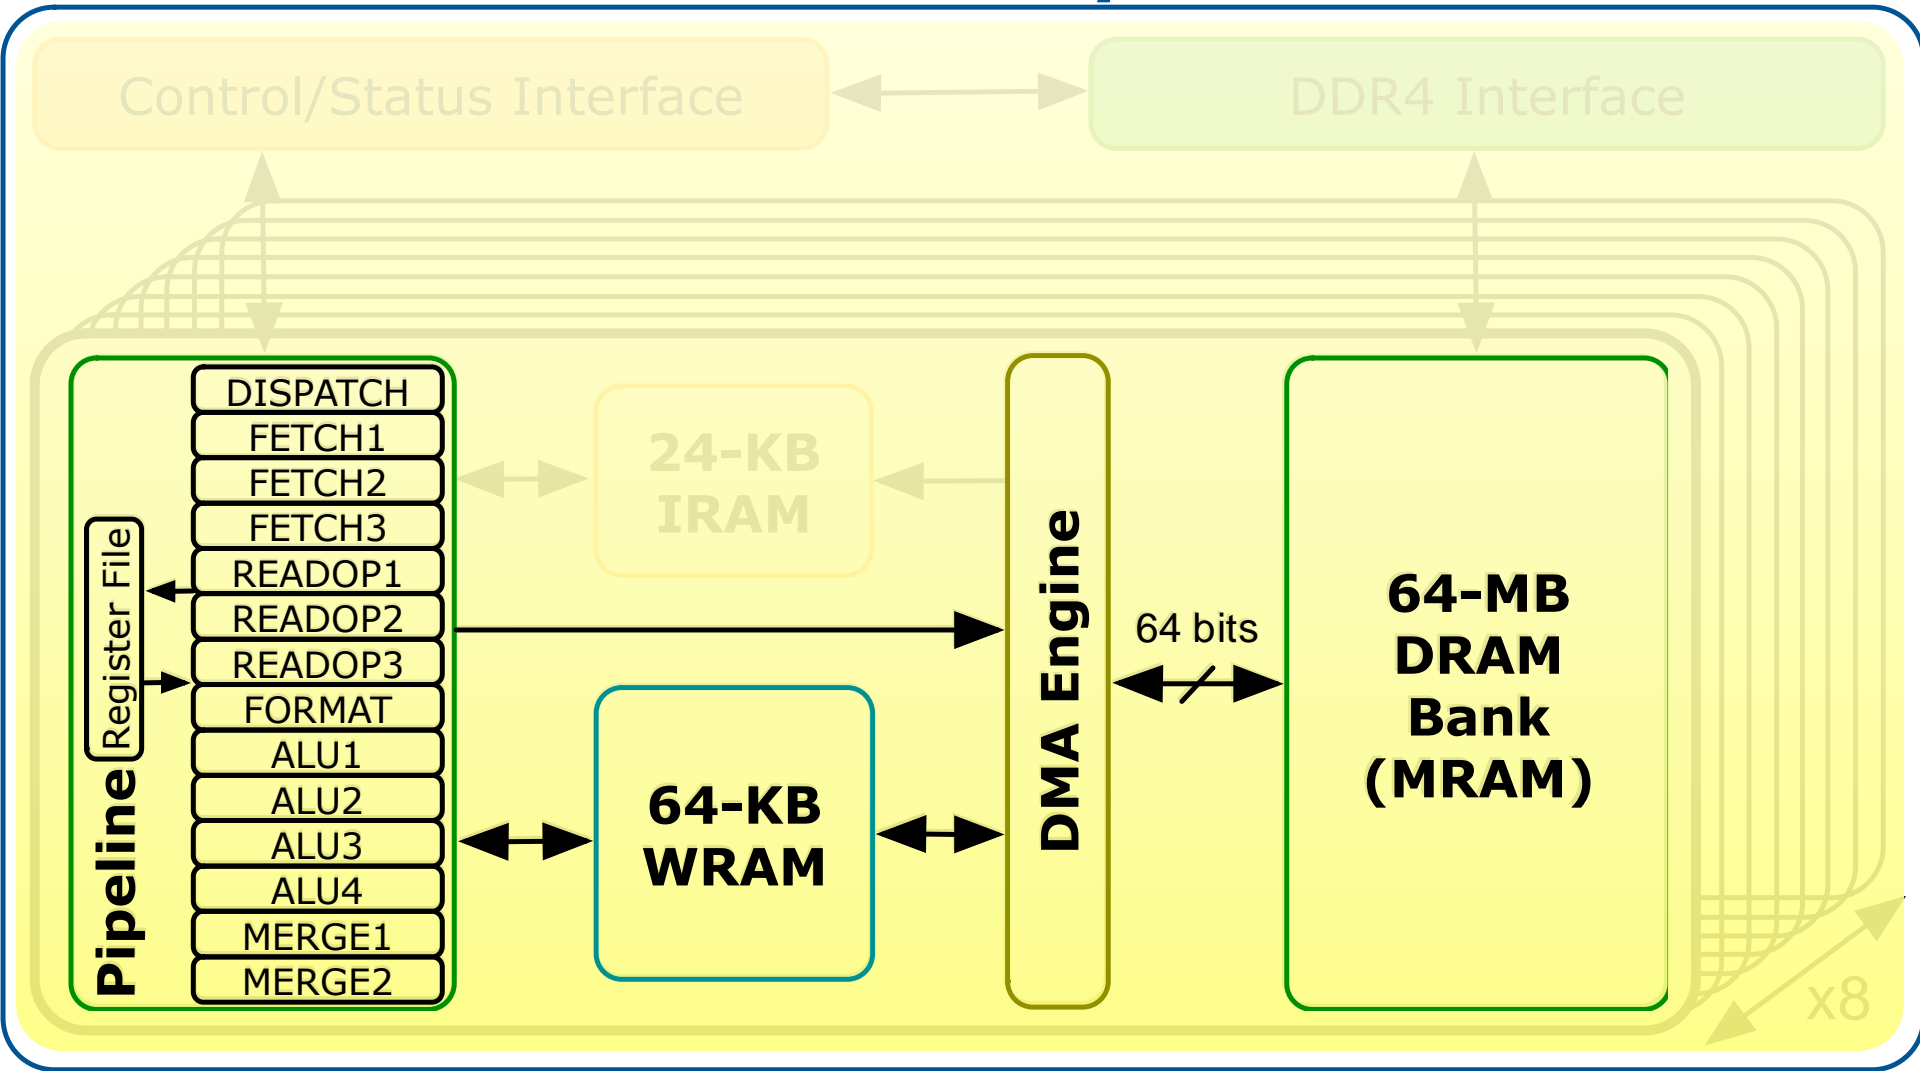 Control/Status Interface
DDR4 Interface
DISPATCH
FETCH1
FETCH2
FETCH3
READOP1
READOP2
READOP3
FORMAT
ALU1
ALU2
ALU3
ALU4
MERGE1
MERGE2
Register File
Pipeline
24-KB
IRAM
64-KB
WRAM
DMA Engine
64 bits
64-MB
DRAM
Bank
(MRAM)
x8